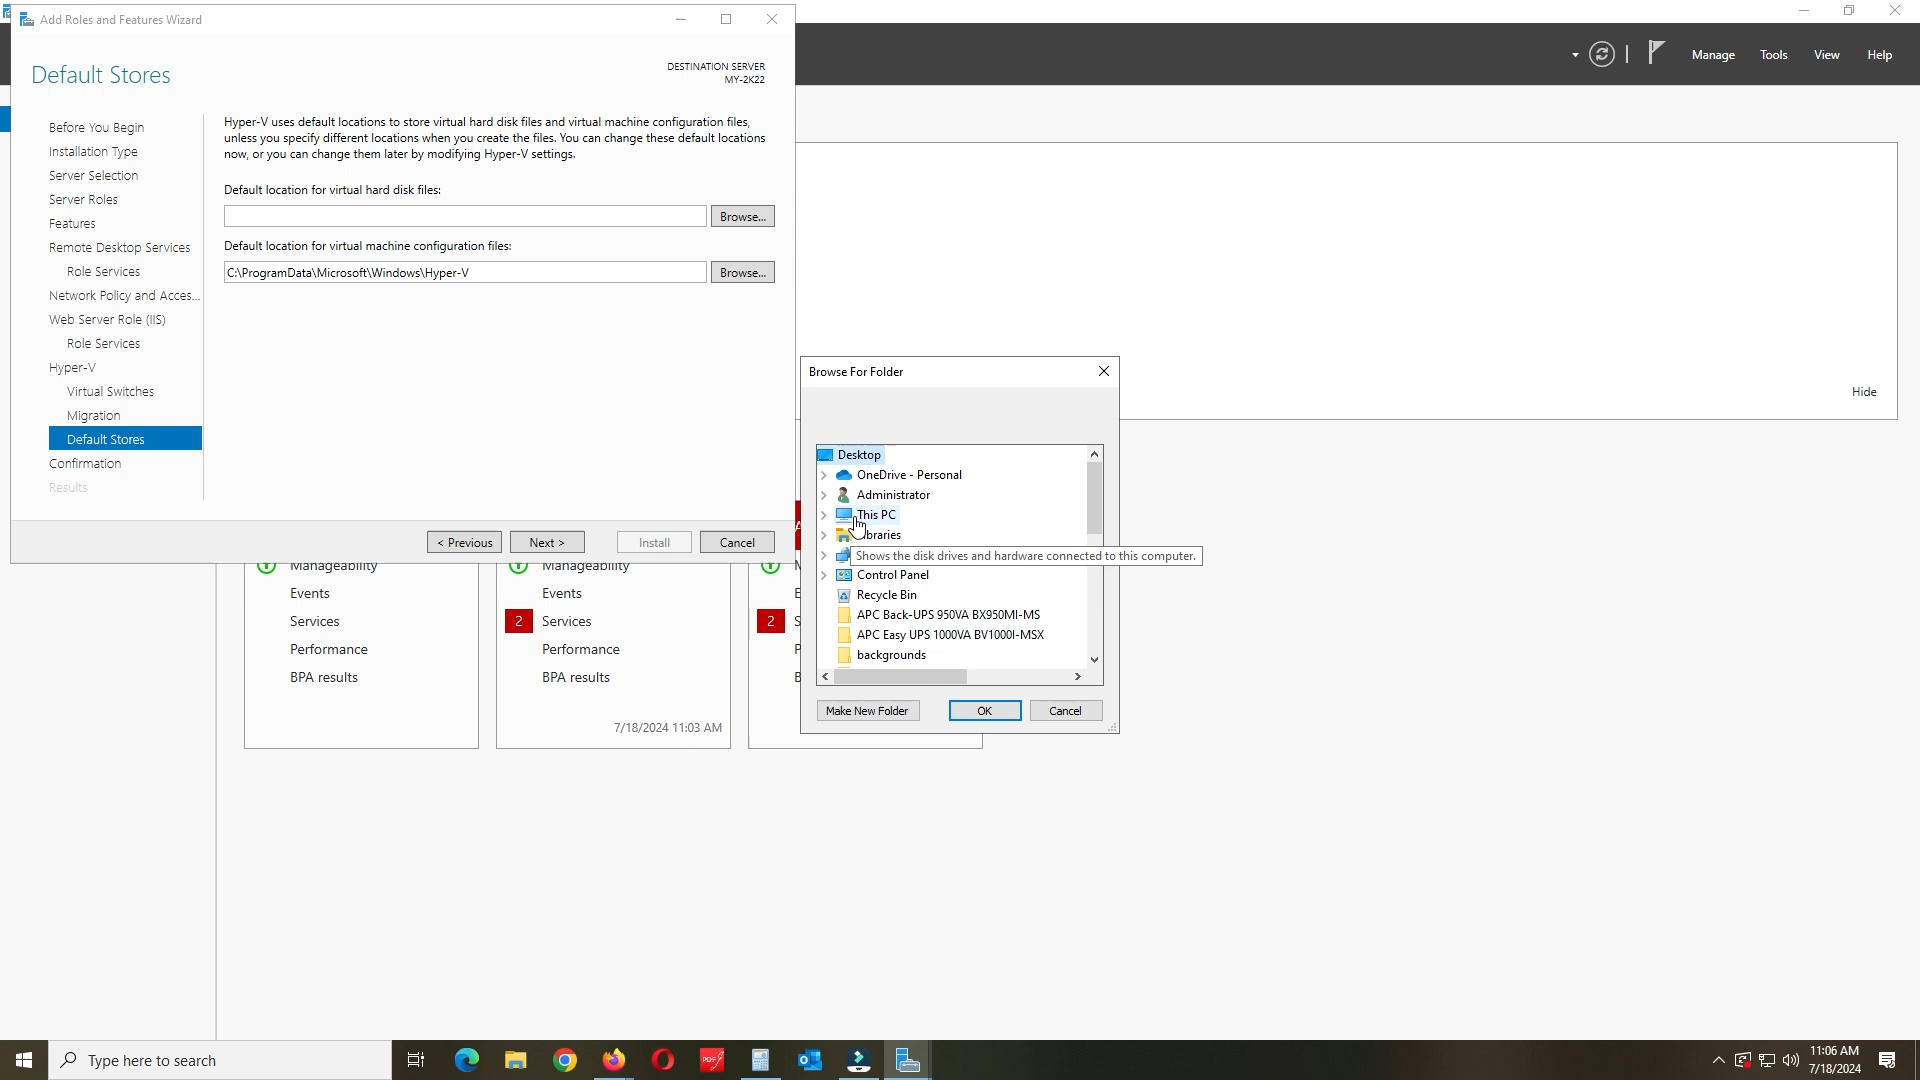 Add Roles and Features Wizard
Manage
Tools
View
Help
Default Stores
DESTINATION SERVER
MY-2K22
Before You Begin
Installation Type
Server Selection
Server Roles
Features
Remote Desktop Services
Role Services
Network Policy and Acces...
Web Server Role (IIS)
Role Services
Hyper-V
Virtual Switches
Migration
Default Stores
Confirmation
Results
Hyper-V uses default locations to store virtual hard disk files and virtual machine configuration files,
unless you specify different locations when you create the files. You can change these default locations
now, or you can change them later by modifying Hyper-V settings.
Default location for virtual hard disk files:
Browse...
Default location for virtual machine configuration files:
C:\ProgramData\Microsoft\Windows\Hyper-V
Browse...
< Previous
Next >
Install
Cancel
Hide
Browse For Folder
Desktop
OneDrive - Personal
Administrator
This PC
Shows the disk drives and hardware connected to this computer.
Control Panel
Recycle Bin
APC Back-UPS 950VA BX950MI-MS
APC Easy UPS 1000VA BV1000I-MSX
backgrounds
Make New Folder
OK
Cancel
Manageability
Events
Services
Performance
BPA results
Manageability
Events
2 Services
Performance
BPA results
7/18/2024 11:03 AM
2
Type here to search
11:06 AM
7/18/2024